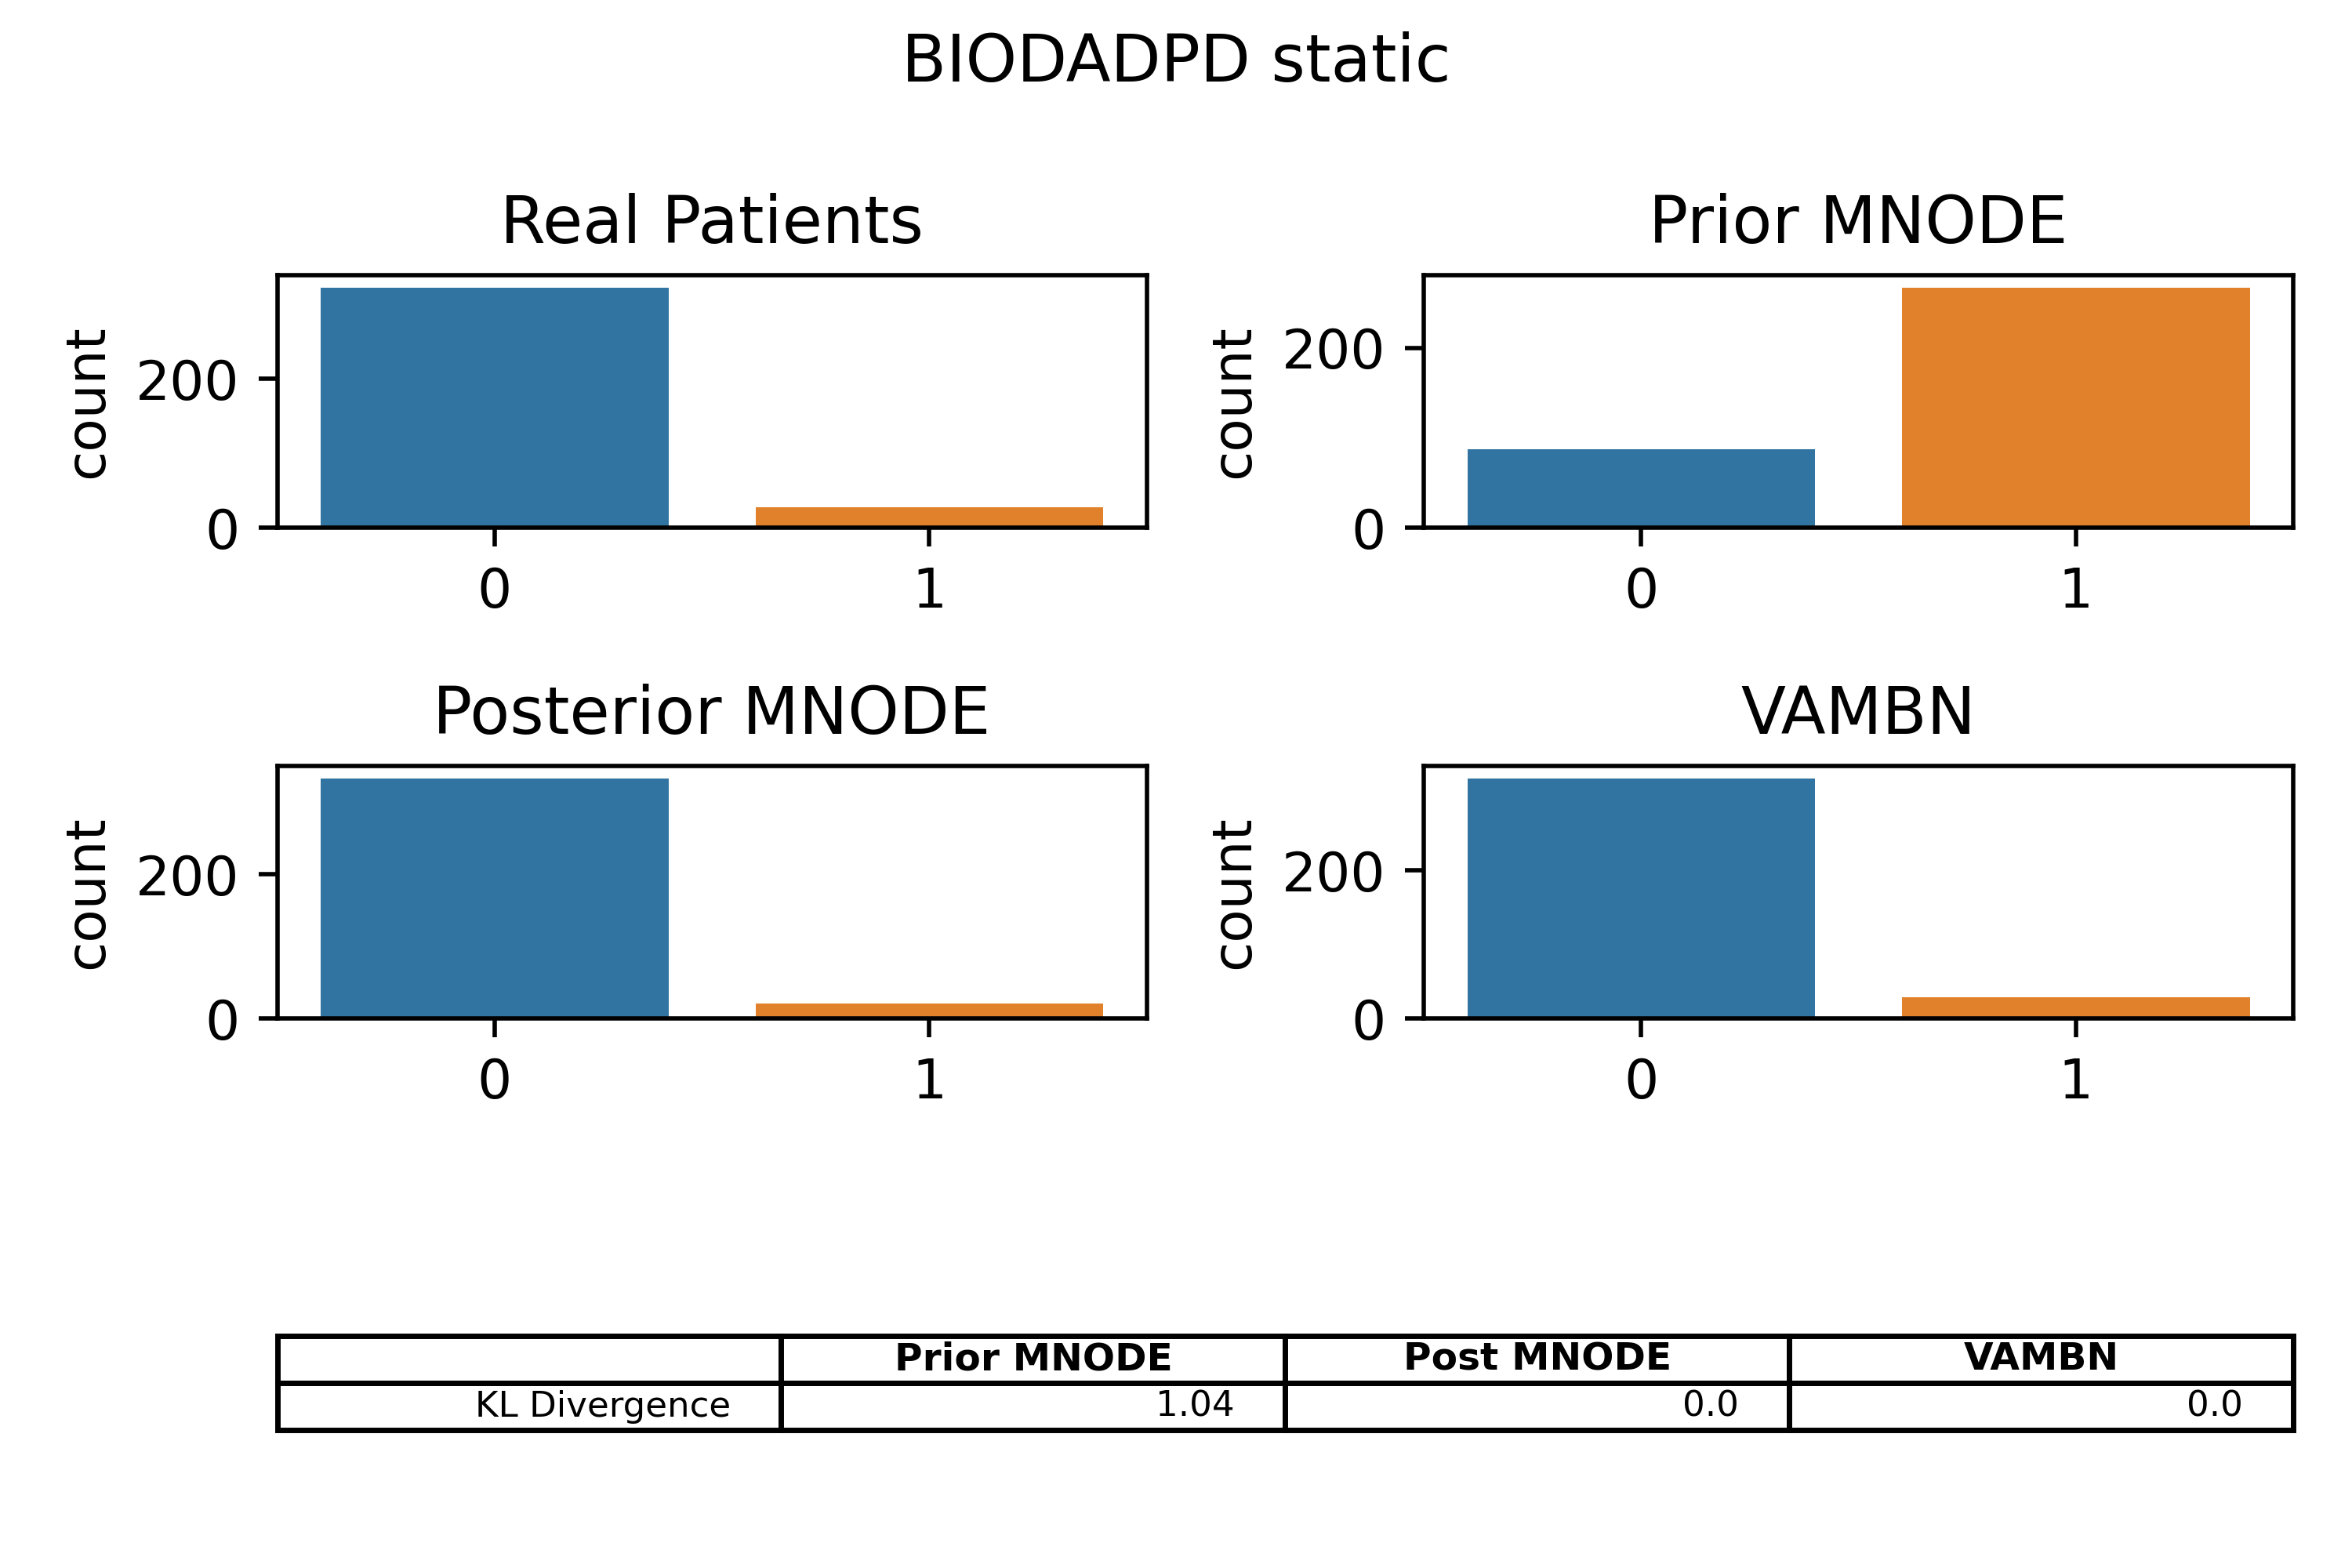 BIODADPD static
Real Patients
count
200
0
0 1
Prior MNODE
count
200
0
0 1
Posterior MNODE
count
200
0
0 1
VAMBN
count
200
0
0 1
Prior MNODE Post MNODE VAMBN
KL Divergence 1.04 0.0 0.0